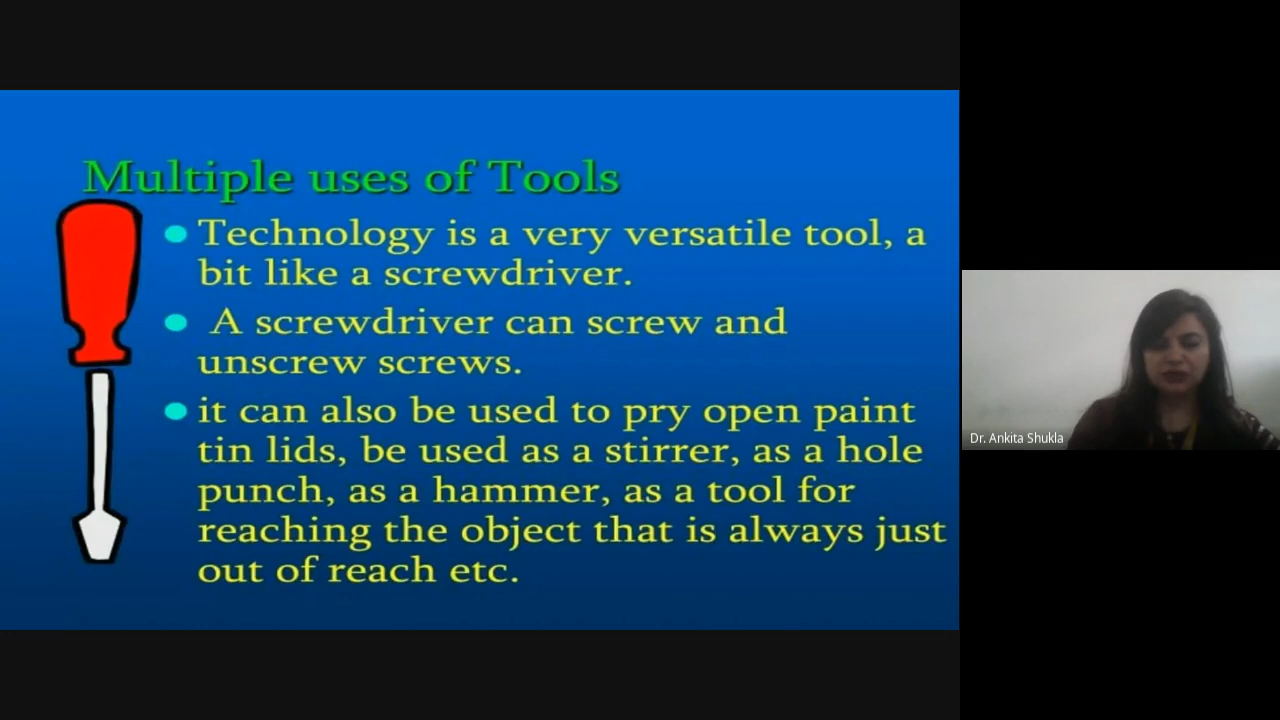 Multiple uses of Tools
Technology is a very versatile tool, a
bit like a screwdriver.
A screwdriver can screw and
unscrew screws.
it can also be used to pry open paint
tin lids, be used as a stirrer, as a hole
punch, as a hammer, as a tool for
reaching the object that is always just
out of reach etc.
Dr. Ankita Shukla